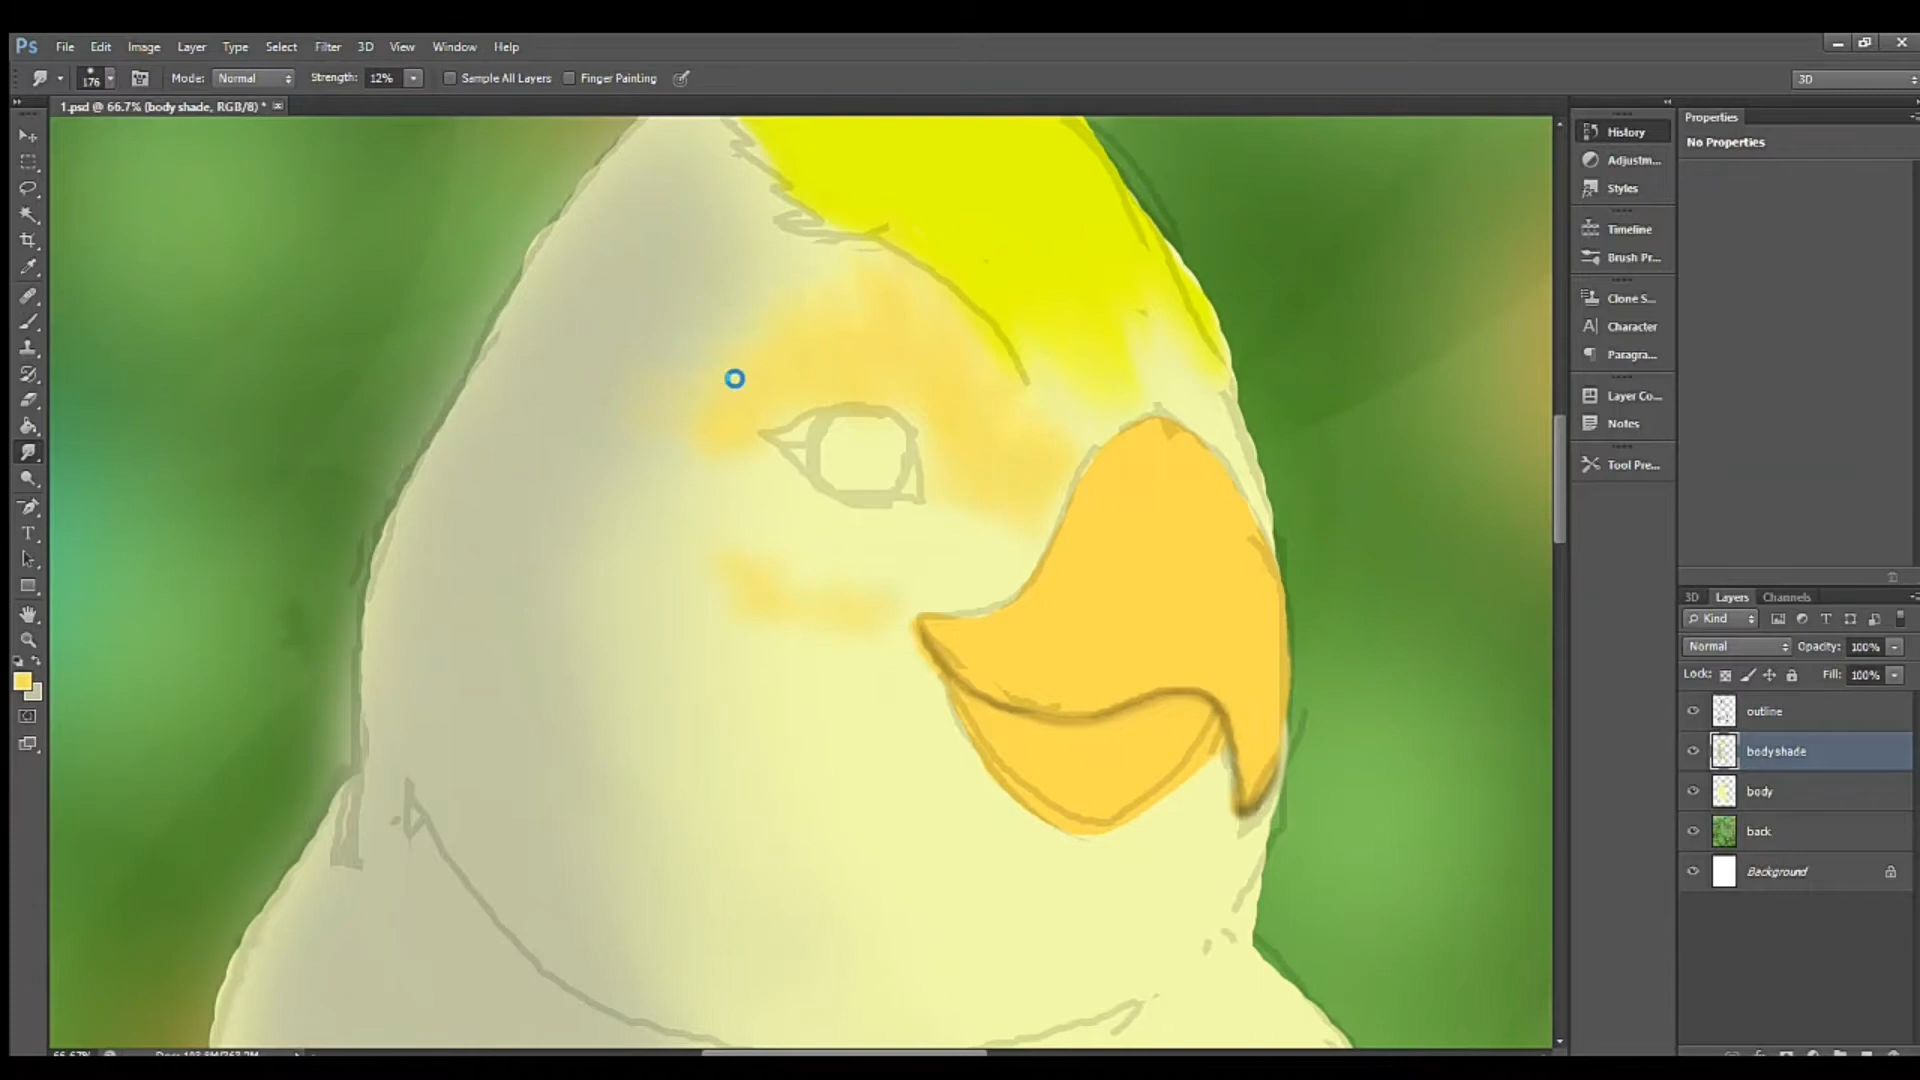 Ps File Edit Image Layer Type Select Filter 3D View Window Help
176 Mode: Normal Strength: 12% Sample All Layers Finger Painting 3D
1.psd @ 66.7% (body shade, RGB/8) *
History
Adjustm...
Styles
Timeline
Brush Pr...
Clone S...
Character
Paragra...
Layer Co...
Notes
Tool Pre...
Properties
No Properties
3D Layers Channels
Kind
Normal Opacity: 100%
Lock: Fill: 100%
outline
body shade
body
back
Background
66.67%